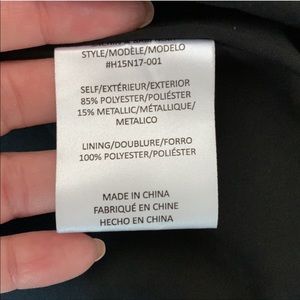 STYLE/MODÈLE/MODELO
#H15N17-001
SELF/EXTÉRIEUR/EXTERIOR
85% POLYESTER/POLIÉSTER
15% METALLIC/MÉTALLIQUE/
METALICO
LINING/DOUBLURE/FORRO
100% POLYESTER/POLIÉSTER
MADE IN CHINA
FABRIQUÉ EN CHINE
HECHO EN CHINA